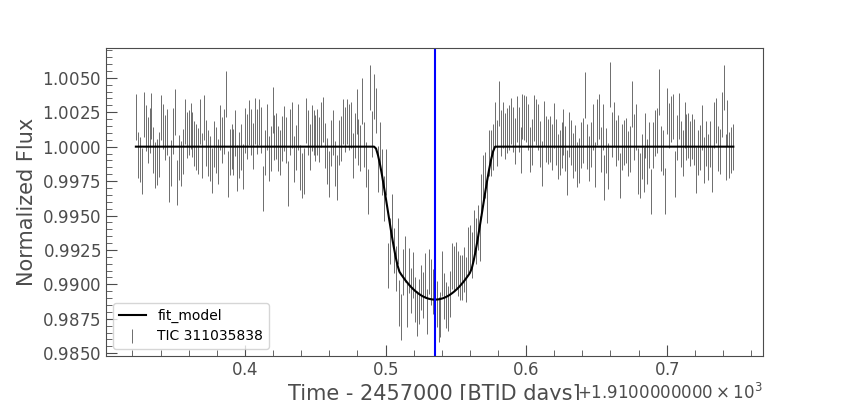 1.0050
1.0025
1.0000
0.9975
0.9950
0.9925
0.9900
0.9875
0.9850
Normalized Flux
fit_model
TIC 311035838
0.4 0.5 0.6 0.7
Time - 2457000 [BTJD days]
+1.9100000000 × 10³